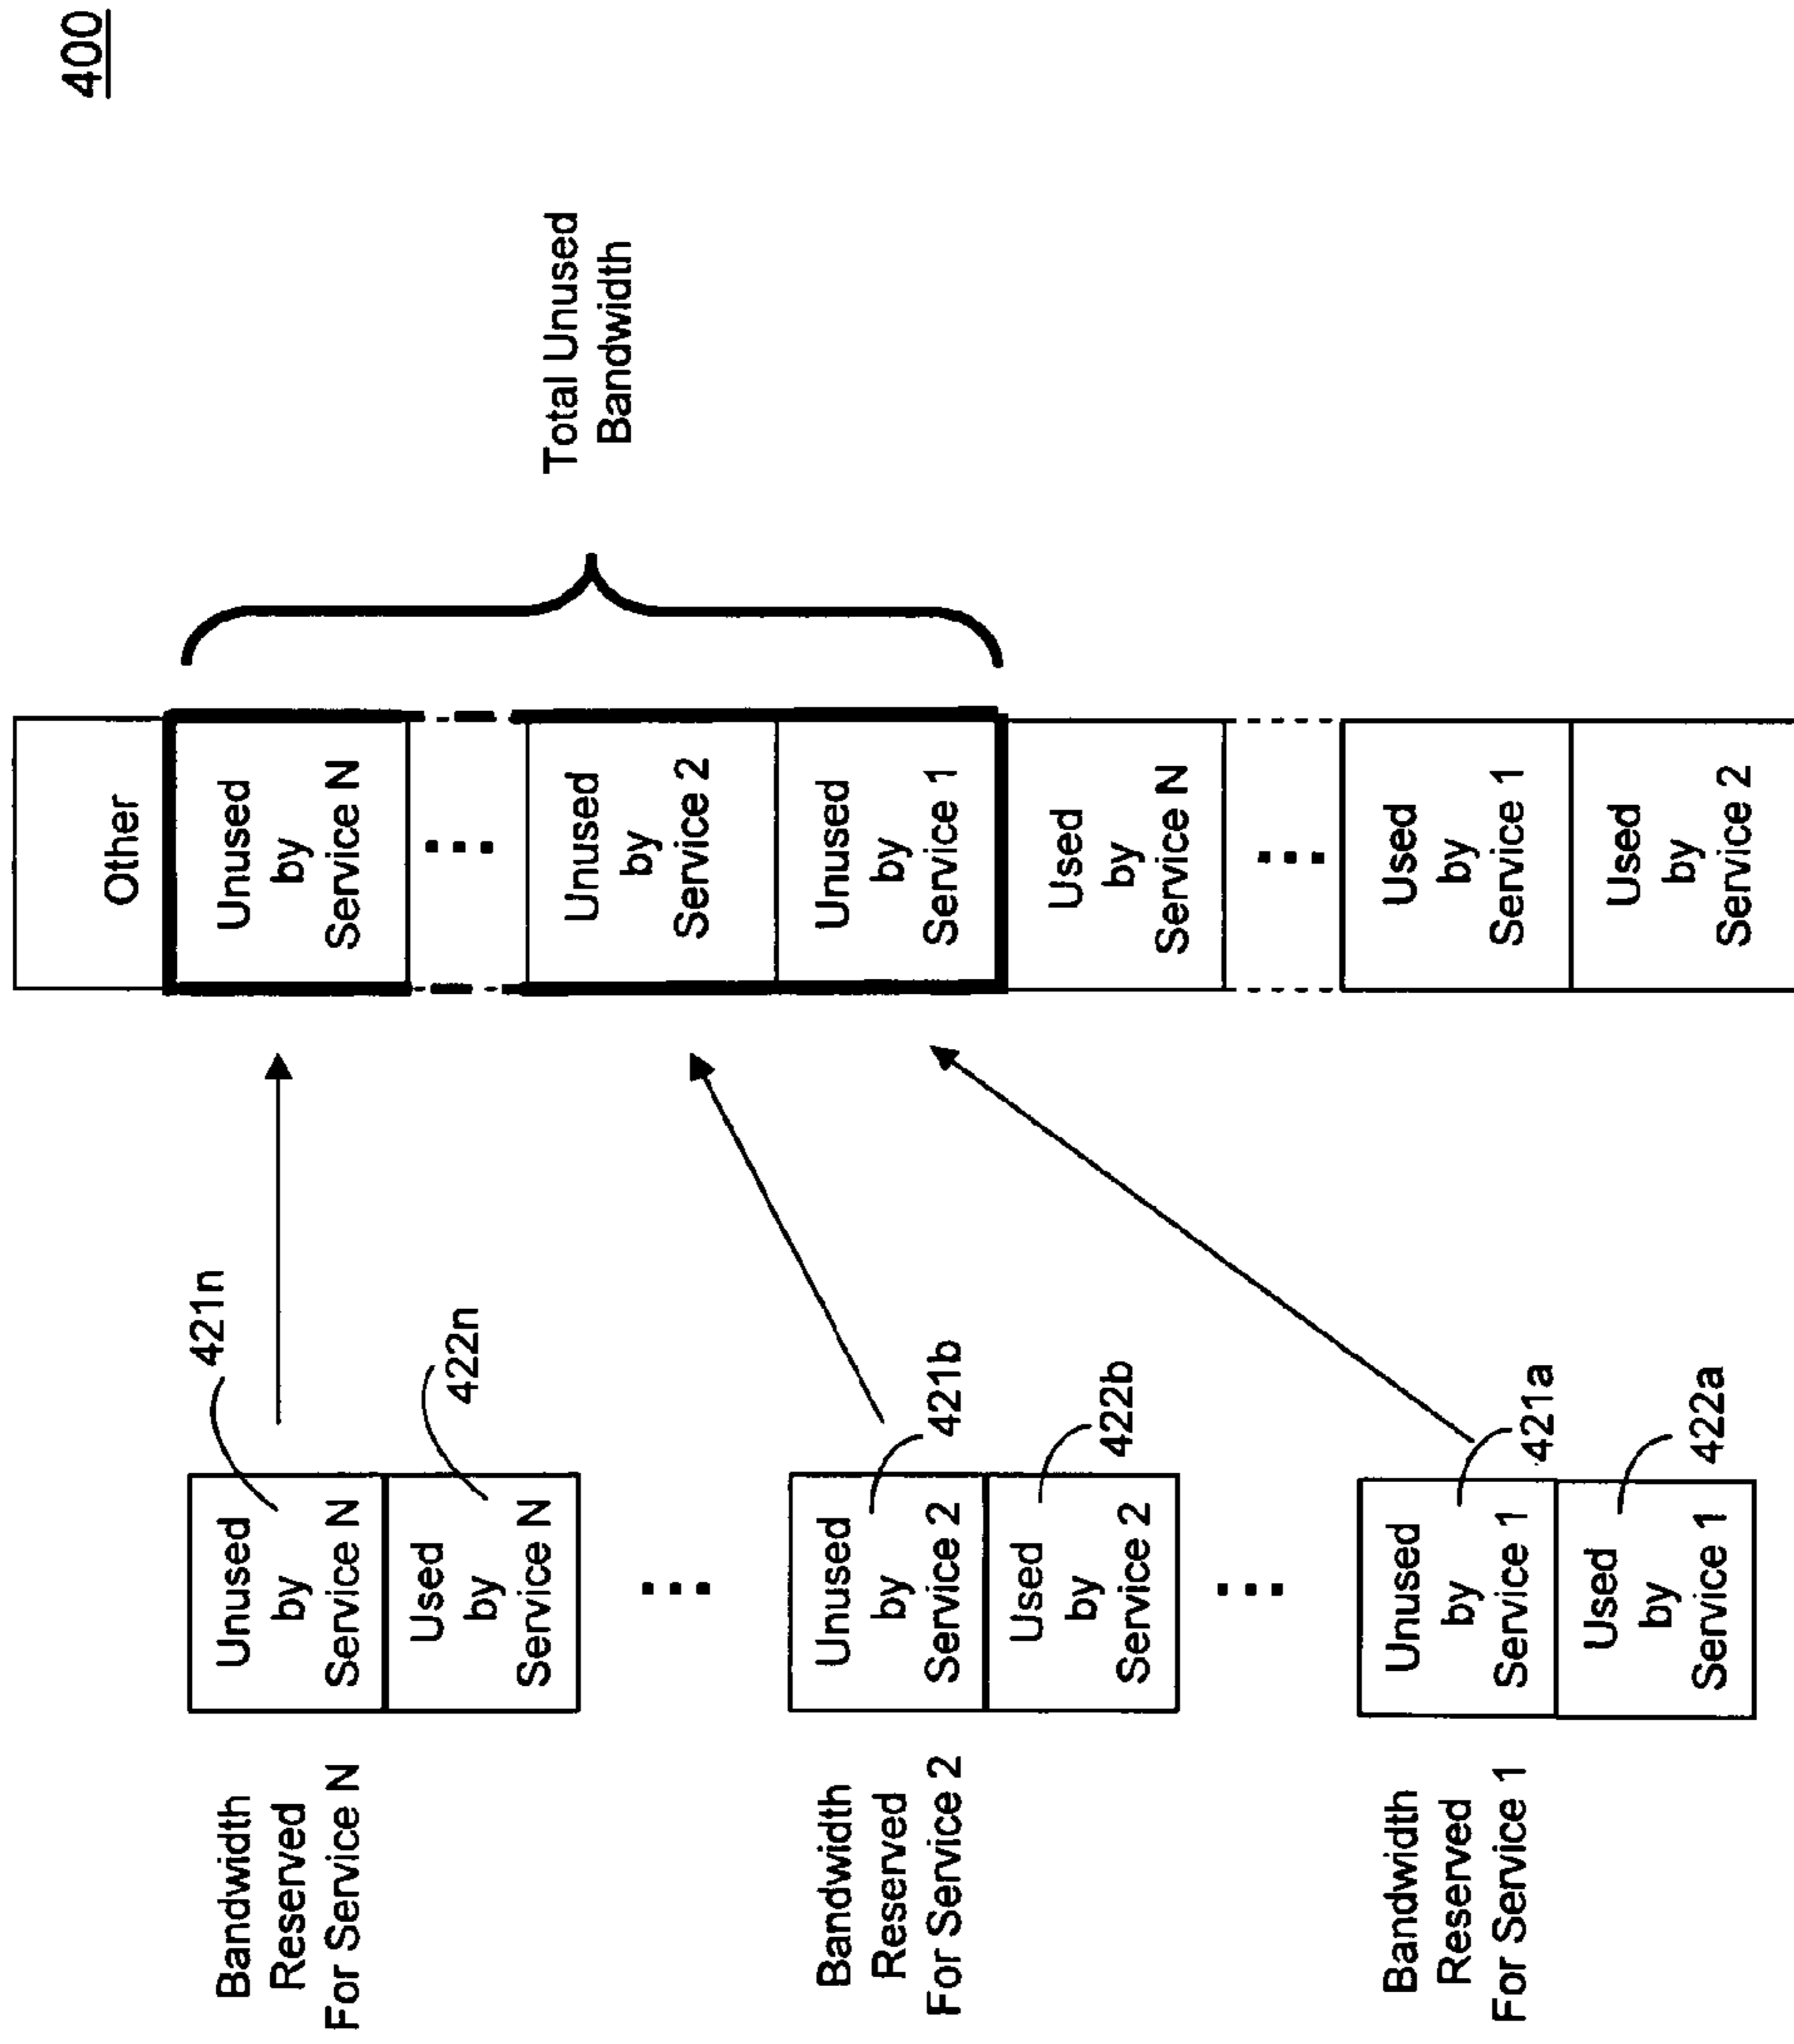 400
Bandwidth
Reserved
For Service N
Unused
by
Service N
421n
Used
by
Service N
422n
Bandwidth
Reserved
For Service 2
Unused
by
Service 2
421b
Used
by
Service 2
422b
Bandwidth
Reserved
For Service 1
Unused
by
Service 1
421a
Used
by
Service 1
422a
Other
Unused
by
Service N
Unused
by
Service 2
Unused
by
Service 1
Used
by
Service N
Used
by
Service 1
Used
by
Service 2
Total Unused
Bandwidth